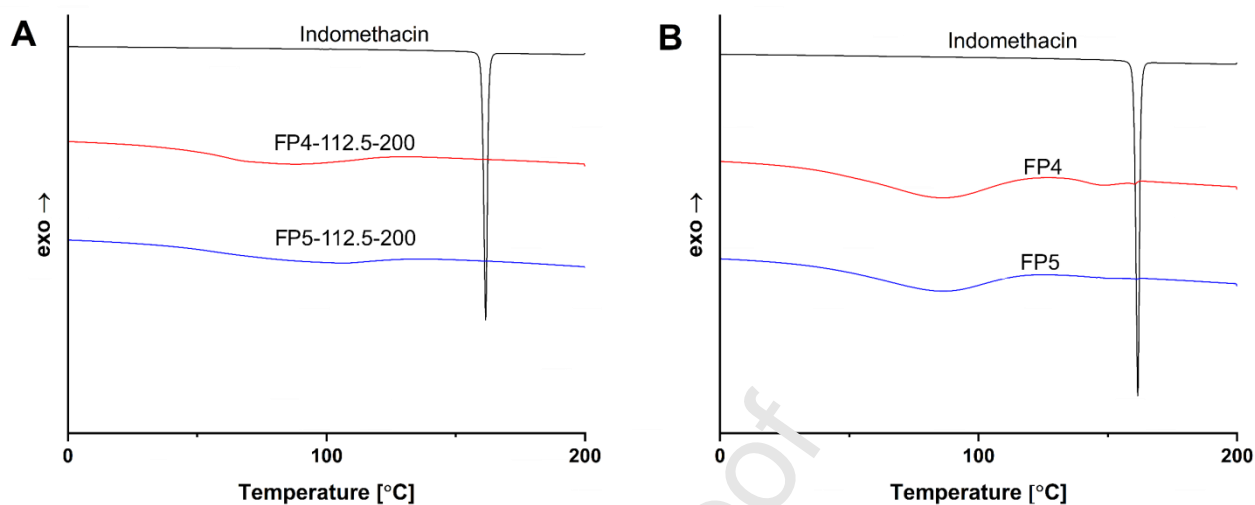 A
Indomethacin
FP4-112.5-200
FP5-112.5-200
exo →
0
100
200
Temperature [°C]
B
Indomethacin
FP4
FP5
exo →
0
100
200
Temperature [°C]
oof